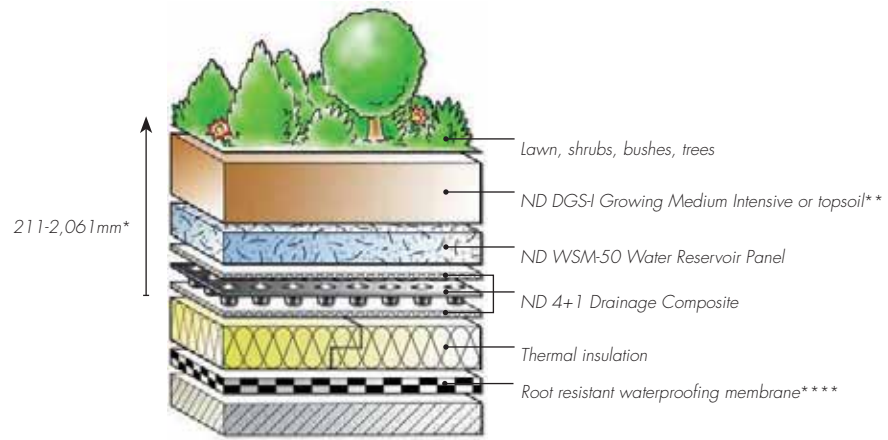 Lawn, shrubs, bushes, trees
ND DGS-I Growing Medium Intensive or topsoil**
211-2,061mm*
ND WSM-50 Water Reservoir Panel
ND 4+1 Drainage Composite
Thermal insulation
Root resistant waterproofing membrane****